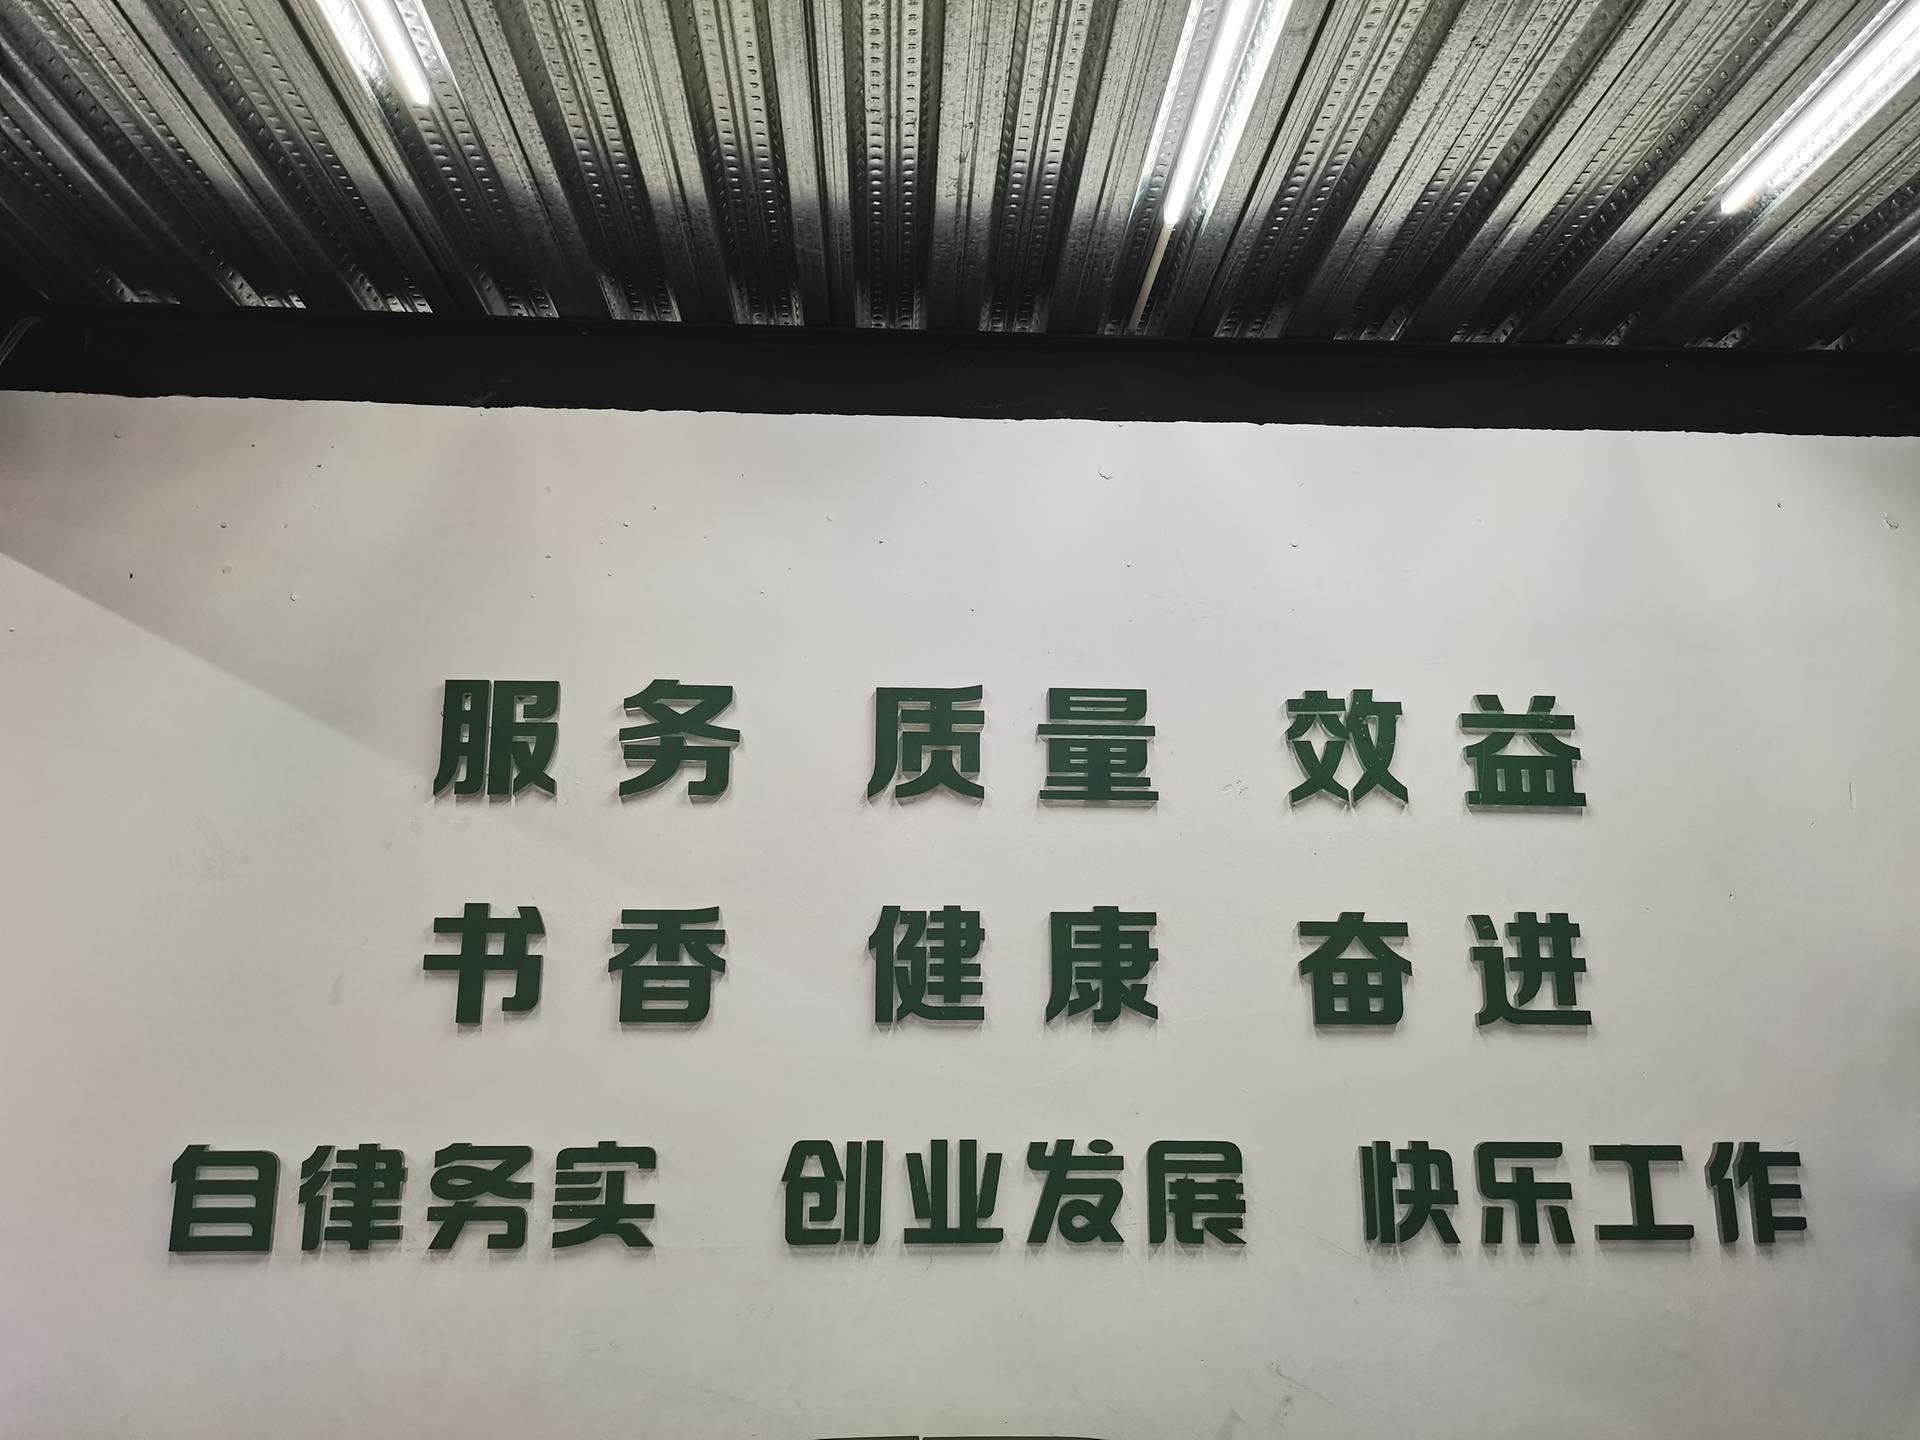 服务 质量 效益
书香 健康 奋进
自律务实 创业发展 快乐工作